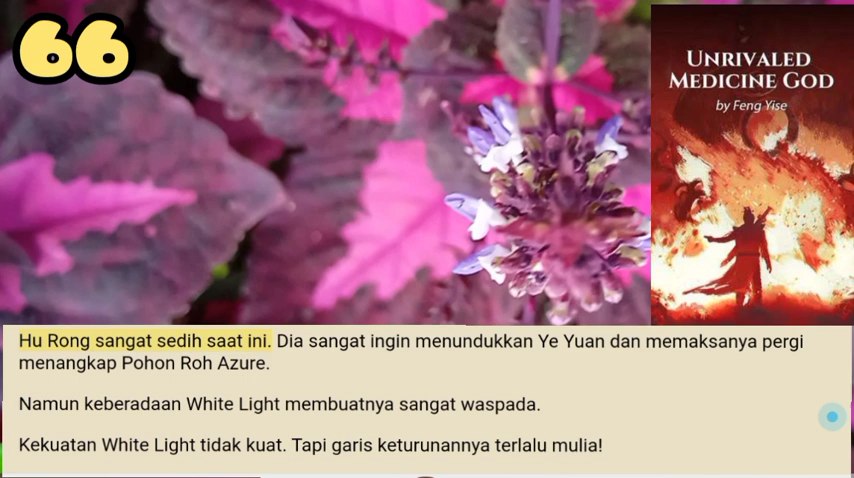 66
UNRIVALED
MEDICINE GOD
by Feng Yise
Hu Rong sangat sedih saat ini. Dia sangat ingin menundukkan Ye Yuan dan memaksanya pergi
menangkap Pohon Roh Azure.
Namun keberadaan White Light membuatnya sangat waspada.
Kekuatan White Light tidak kuat. Tapi garis keturunannya terlalu mulia!